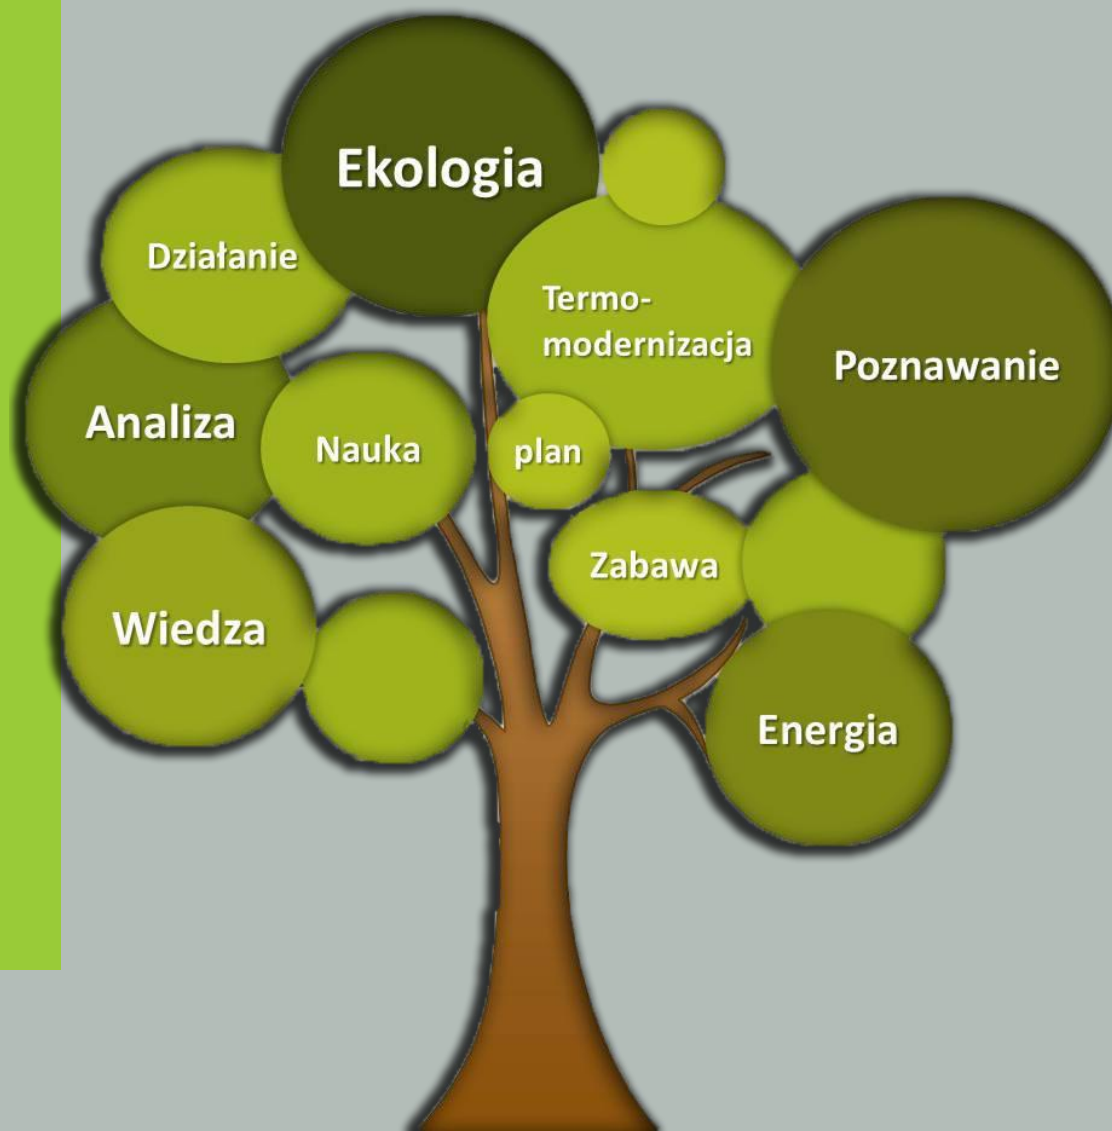 Ekologia
Działanie
Termo-
modernizacja
Poznawanie
Analiza
Nauka
plan
Zabawa
Wiedza
Energia